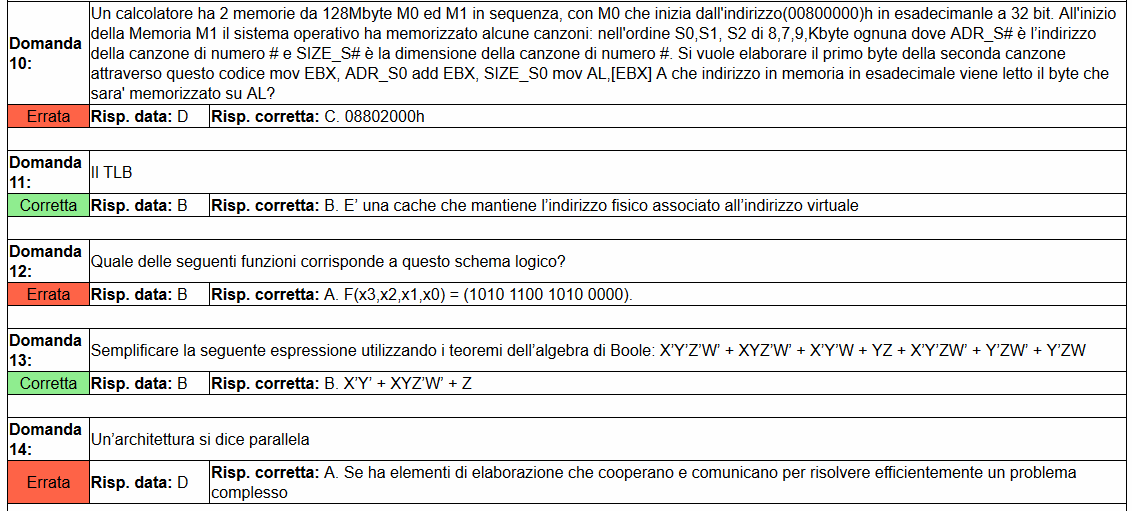 Domanda 10:
Un calcolatore ha 2 memorie da 128Mbyte M0 ed M1 in sequenza, con M0 che inizia dall'indirizzo(00800000)h in esadecimanle a 32 bit. All'inizio
della Memoria M1 il sistema operativo ha memorizzato alcune canzoni: nell'ordine S0,S1, S2 di 8,7,9,Kbyte ognuna dove ADR_S# è l'indirizzo
della canzone di numero # e SIZE_S# è la dimensione della canzone di numero #. Si vuole elaborare il primo byte della seconda canzone
attraverso questo codice mov EBX, ADR_S0 add EBX, SIZE_S0 mov AL,[EBX] A che indirizzo in memoria in esadecimale viene letto il byte che
sara' memorizzato su AL?
Errata Risp. data: D Risp. corretta: C. 08802000h
Domanda 11:
Il TLB
Corretta Risp. data: B Risp. corretta: B. E’ una cache che mantiene l’indirizzo fisico associato all’indirizzo virtuale
Domanda 12:
Quale delle seguenti funzioni corrisponde a questo schema logico?
Errata Risp. data: B Risp. corretta: A. F(x3,x2,x1,x0) = (1010 1100 1010 0000).
Domanda 13:
Semplificare la seguente espressione utilizzando i teoremi dell’algebra di Boole: X’Y’Z’W’ + XYZ’W’ + X’Y’W + YZ + X’Y’ZW’ + Y’ZW’ + Y’ZW
Corretta Risp. data: B Risp. corretta: B. X’Y’ + XYZ’W’ + Z
Domanda 14:
Un’architettura si dice parallela
Errata Risp. data: D Risp. corretta: A. Se ha elementi di elaborazione che cooperano e comunicano per risolvere efficientemente un problema
complesso